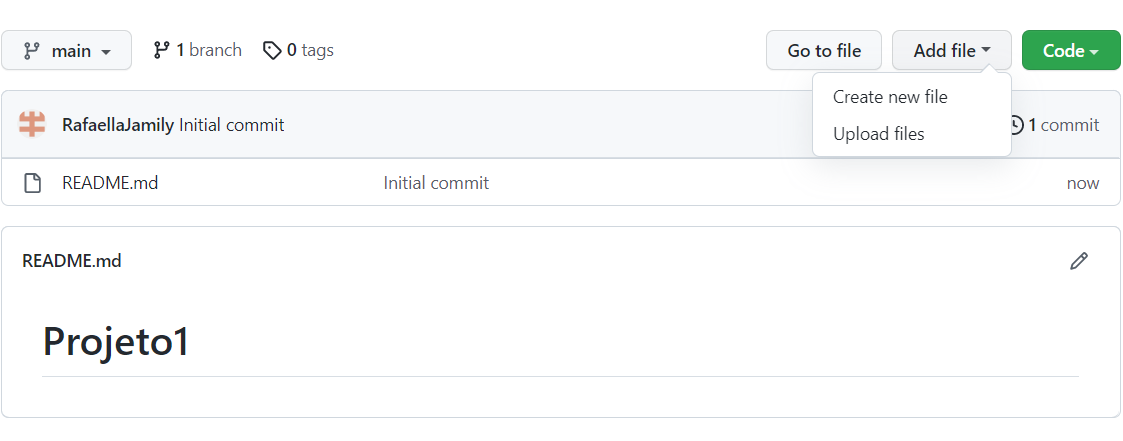 main 1 branch 0 tags Go to file Add file Code
Create new file
RafaellaJamily Initial commit 1 commit
Upload files
README.md Initial commit now
README.md
Projeto1